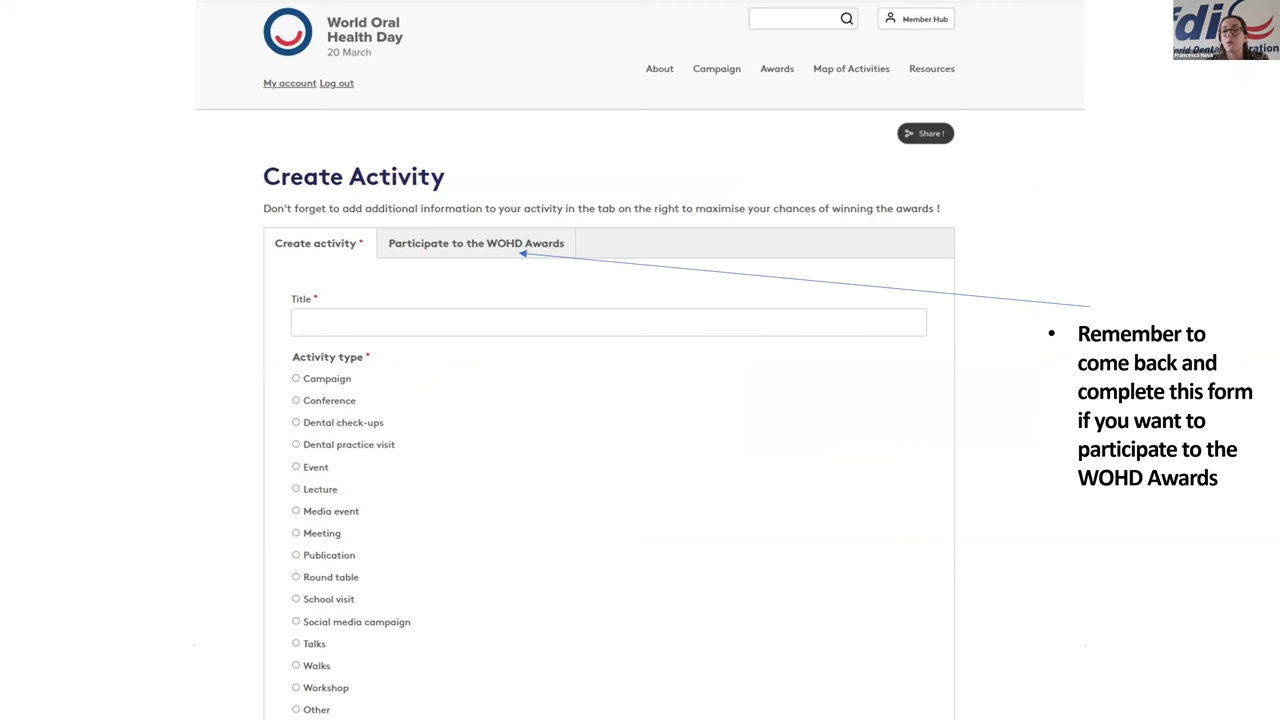 World Oral
Health Day
20 March
Member Hub
My account Log out
About Campaign Awards Map of Activities Resources
Share !
Create Activity
Don't forget to add additional information to your activity in the tab on the right to maximise your chances of winning the awards !
Create activity * Participate to the WOHD Awards
Title *
Activity type *
Campaign
Conference
Dental check-ups
Dental practice visit
Event
Lecture
Media event
Meeting
Publication
Round table
School visit
Social media campaign
Talks
Walks
Workshop
Other
• Remember to
come back and
complete this form
if you want to
participate to the
WOHD Awards
fdi
Francesca